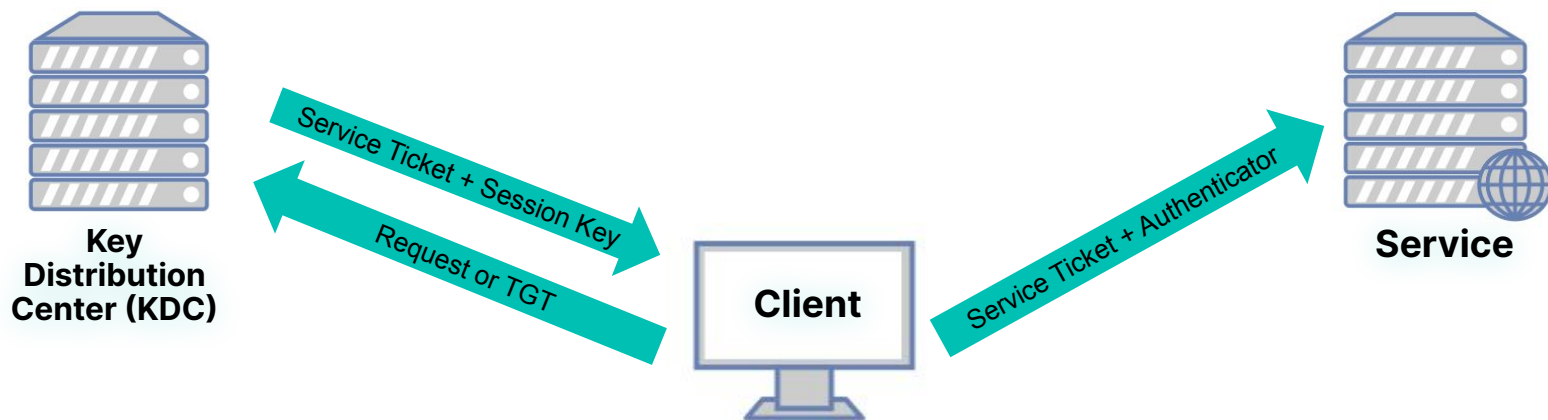 Service Ticket + Session Key
Request or TGT
Key
Distribution
Center (KDC)
Client
Service Ticket + Authenticator
Service